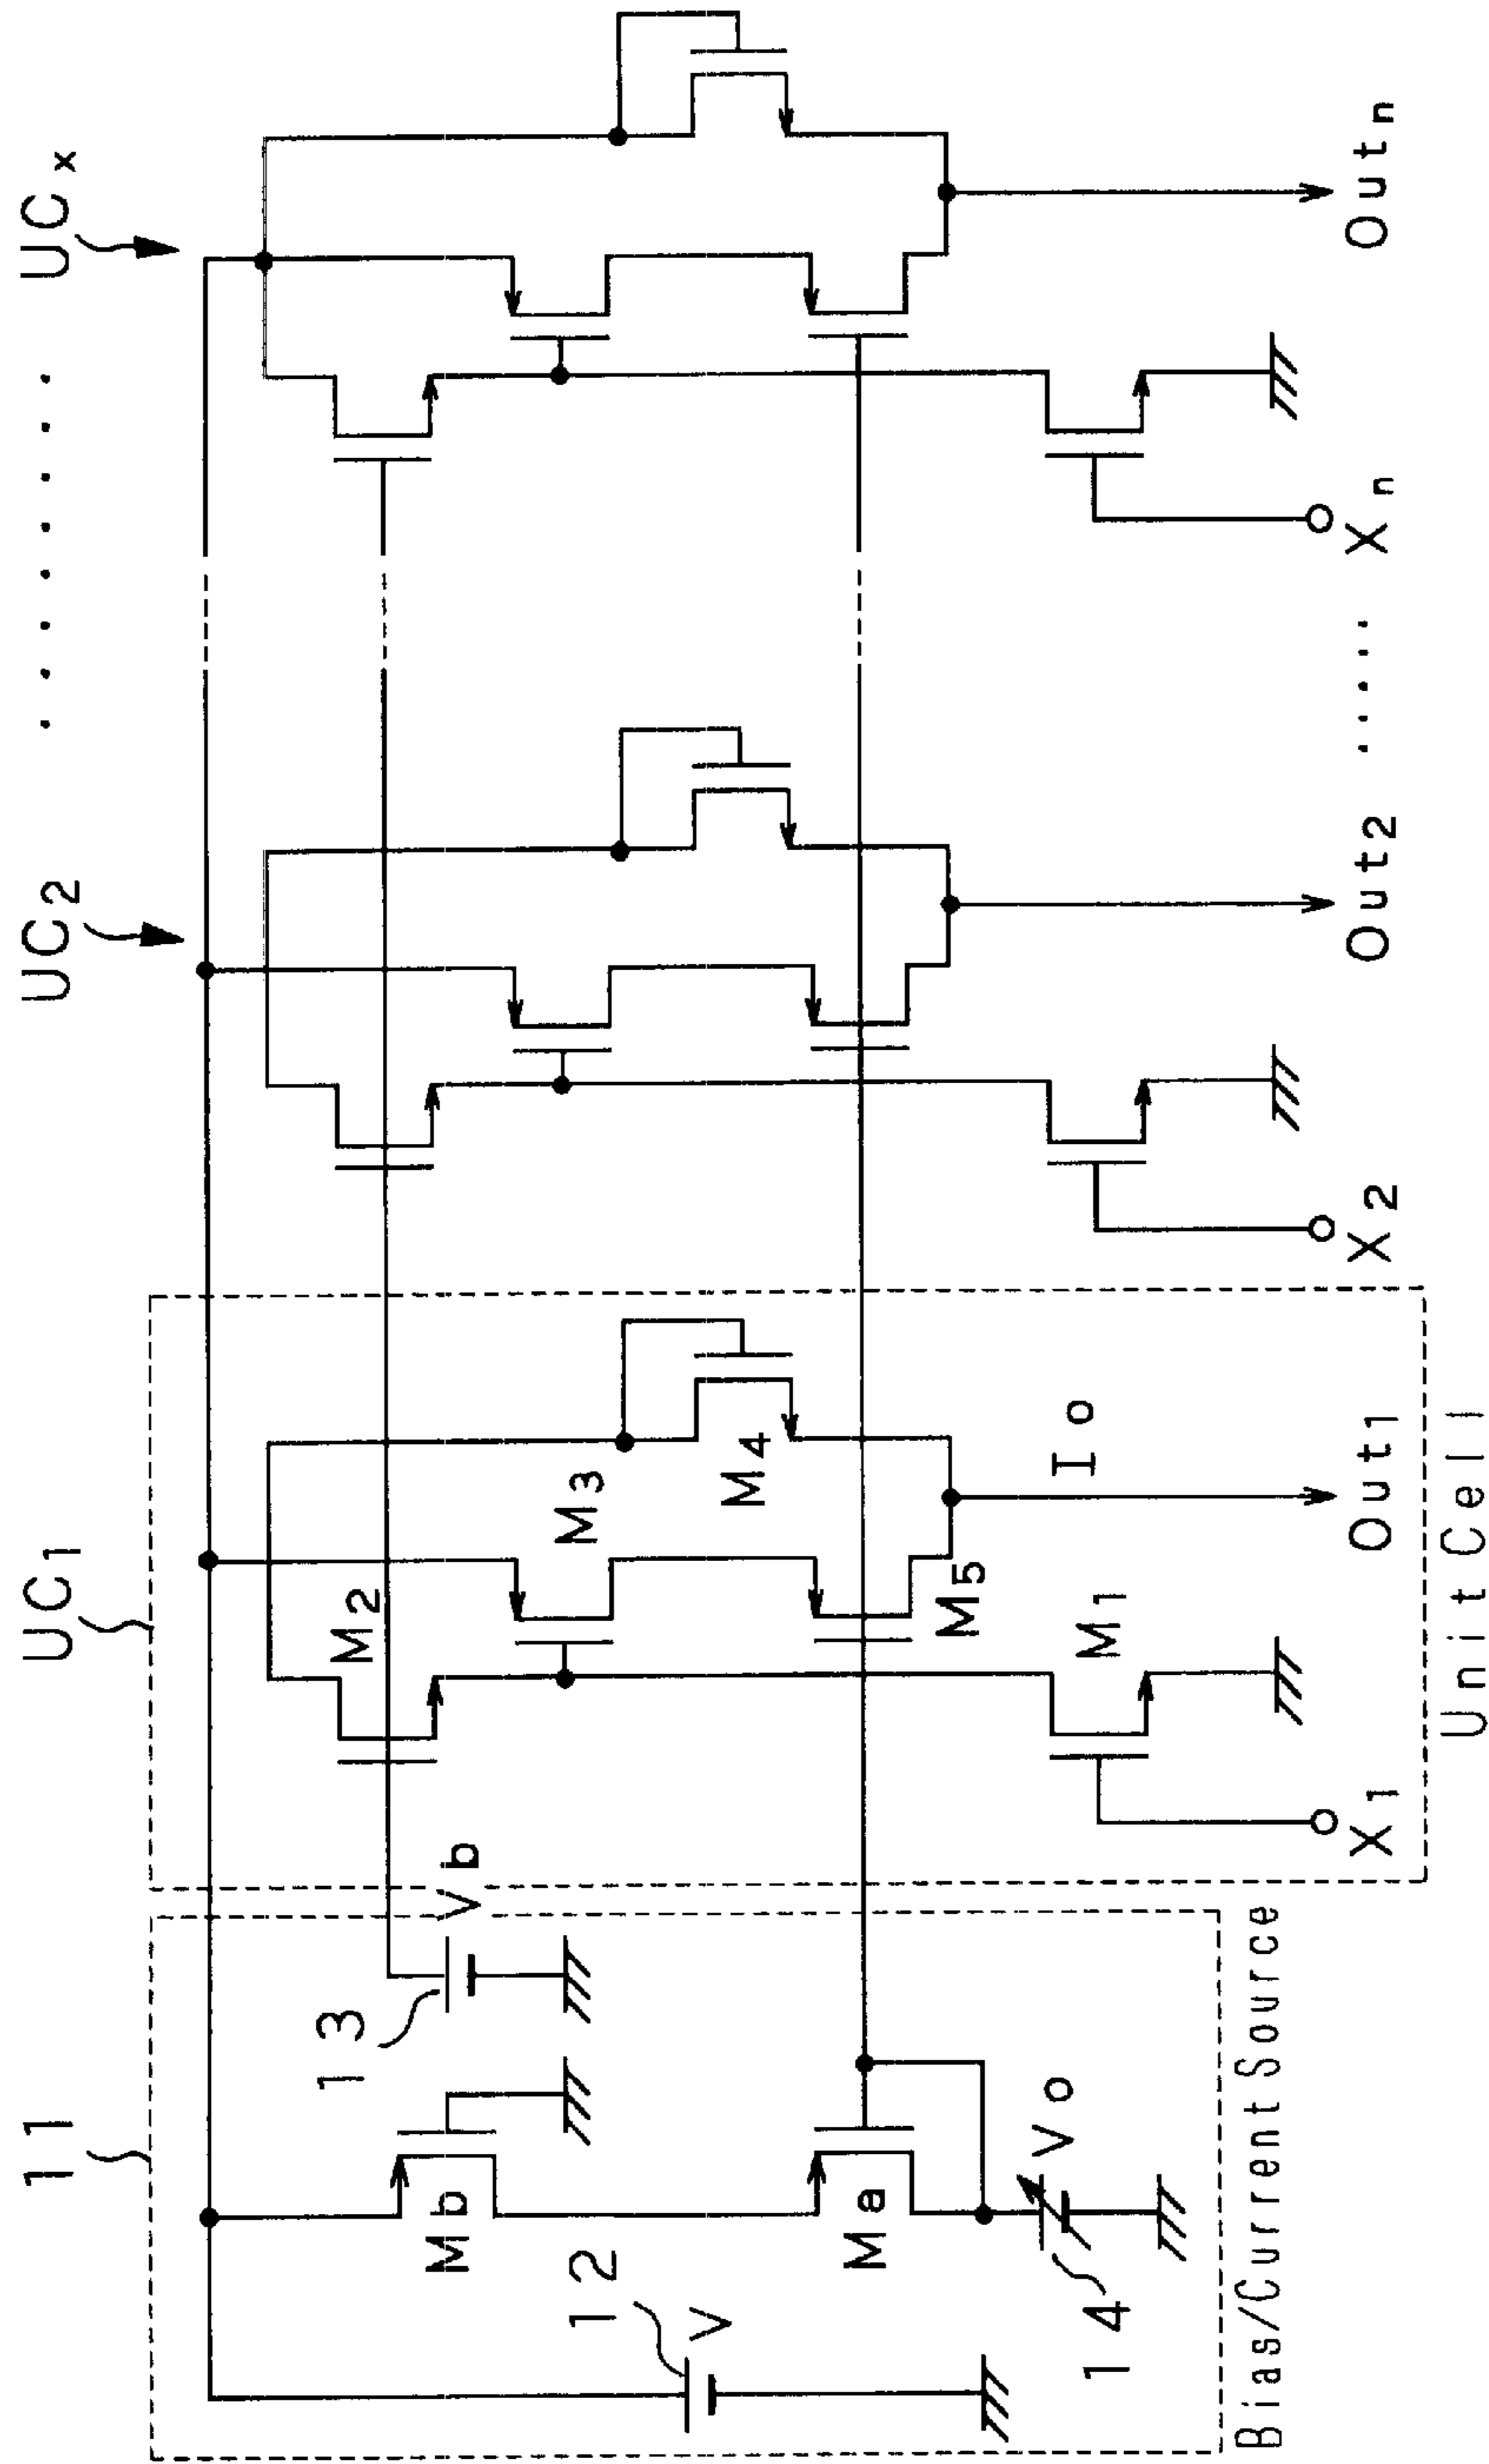 11
UC1
UC2
UCx
. . . . . . . .
12
V
Mb
13
Vb
Ma
14
Vo
M2
M3
M4
M5
M1
Io
X1
Out1
X2
Out2
. . . . .
Xn
Outn
Bias/Current Source
Unit Cell